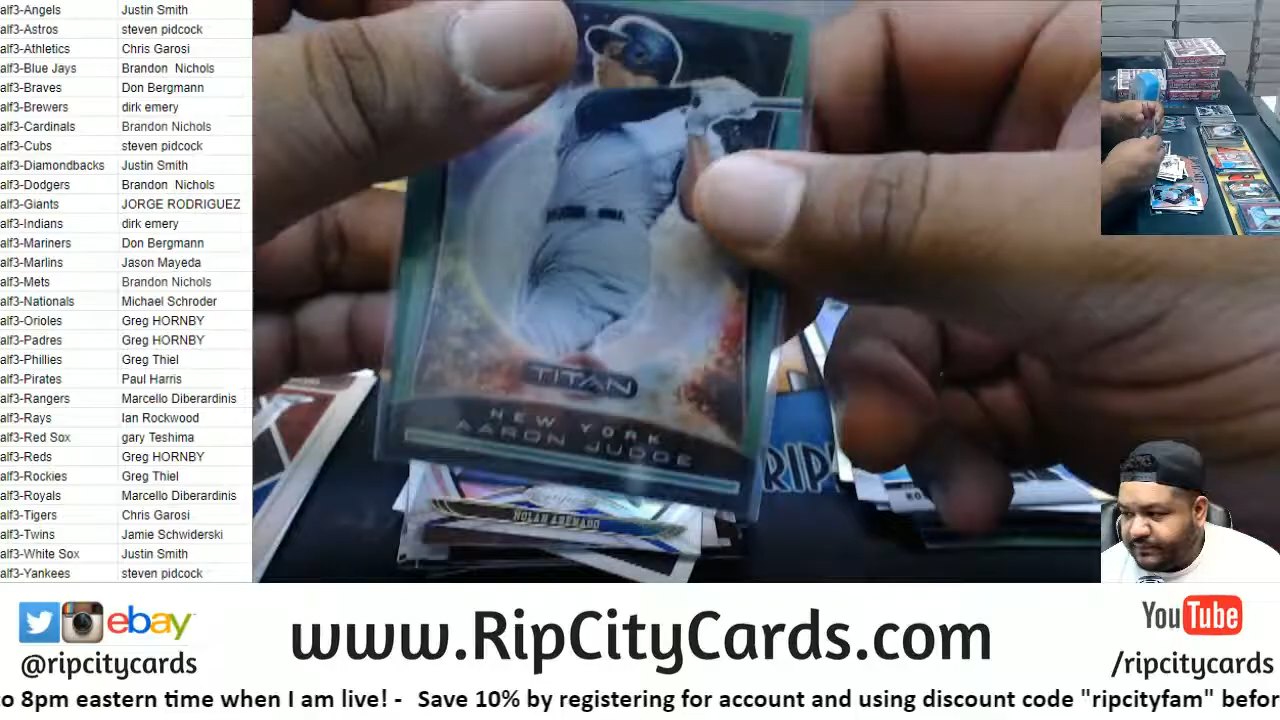 alf3-Angels Justin Smith
alf3-Astros steven pidcock
alf3-Athletics Chris Garosi
alf3-Blue Jays Brandon Nichols
alf3-Braves Don Bergmann
alf3-Brewers dirk emery
alf3-Cardinals Brandon Nichols
alf3-Cubs steven pidcock
alf3-Diamondbacks Justin Smith
alf3-Dodgers Brandon Nichols
alf3-Giants JORGE RODRIGUEZ
alf3-Indians dirk emery
alf3-Mariners Don Bergmann
alf3-Marlins Jason Mayeda
alf3-Mets Brandon Nichols
alf3-Nationals Michael Schroder
alf3-Orioles Greg HORNBY
alf3-Padres Greg HORNBY
alf3-Phillies Greg Thiel
alf3-Pirates Paul Harris
alf3-Rangers Marcello Diberardinis
alf3-Rays Ian Rockwood
alf3-Red Sox gary Teshima
alf3-Reds Greg HORNBY
alf3-Rockies Greg Thiel
alf3-Royals Marcello Diberardinis
alf3-Tigers Chris Garosi
alf3-Twins Jamie Schwiderski
alf3-White Sox Justin Smith
alf3-Yankees steven pidcock
TITAN
NEW YORK
AARON JUDGE
NOLAN ARENADO
RIP
ebay
@ripcitycards
www.RipCityCards.com
YouTube
/ripcitycards
to 8pm eastern time when I am live! - Save 10% by registering for account and using discount code "ripcityfam" befor